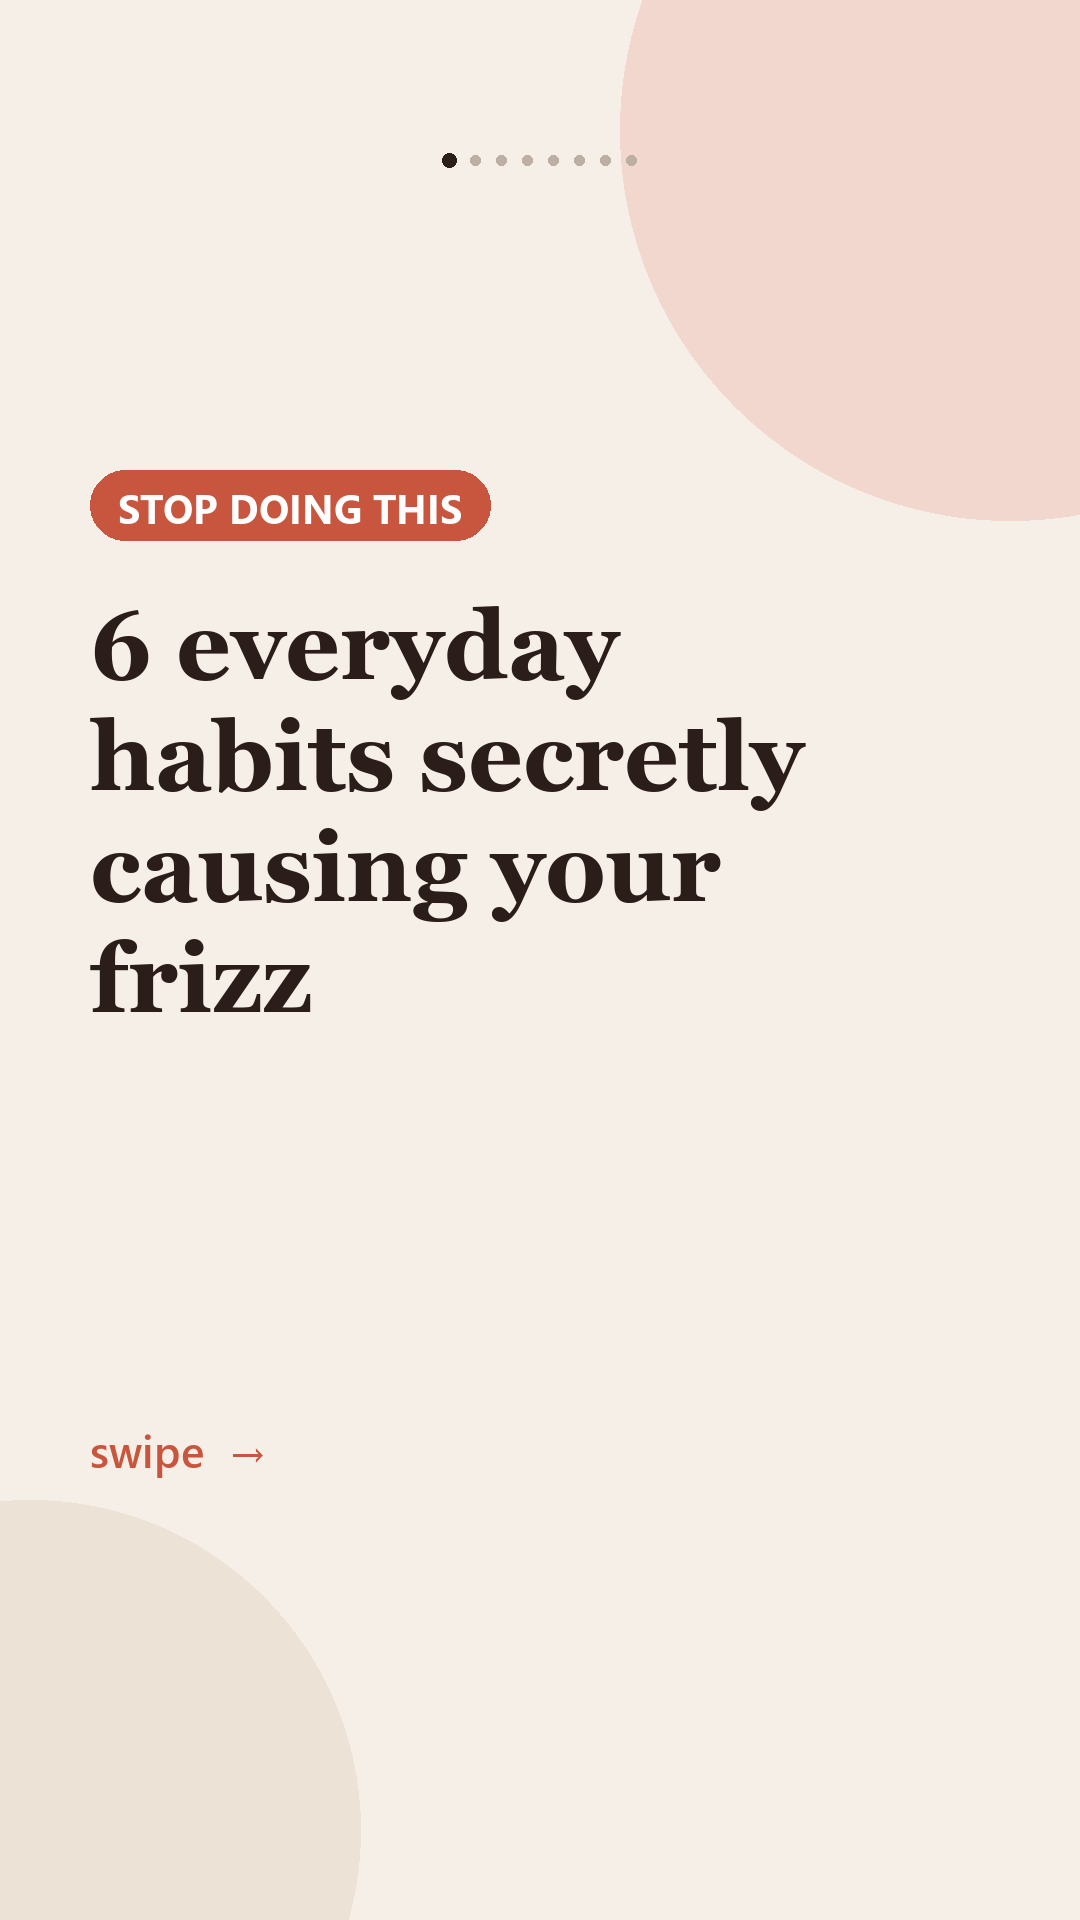 STOP DOING THIS
6 everyday
habits secretly
causing your
frizz
swipe →